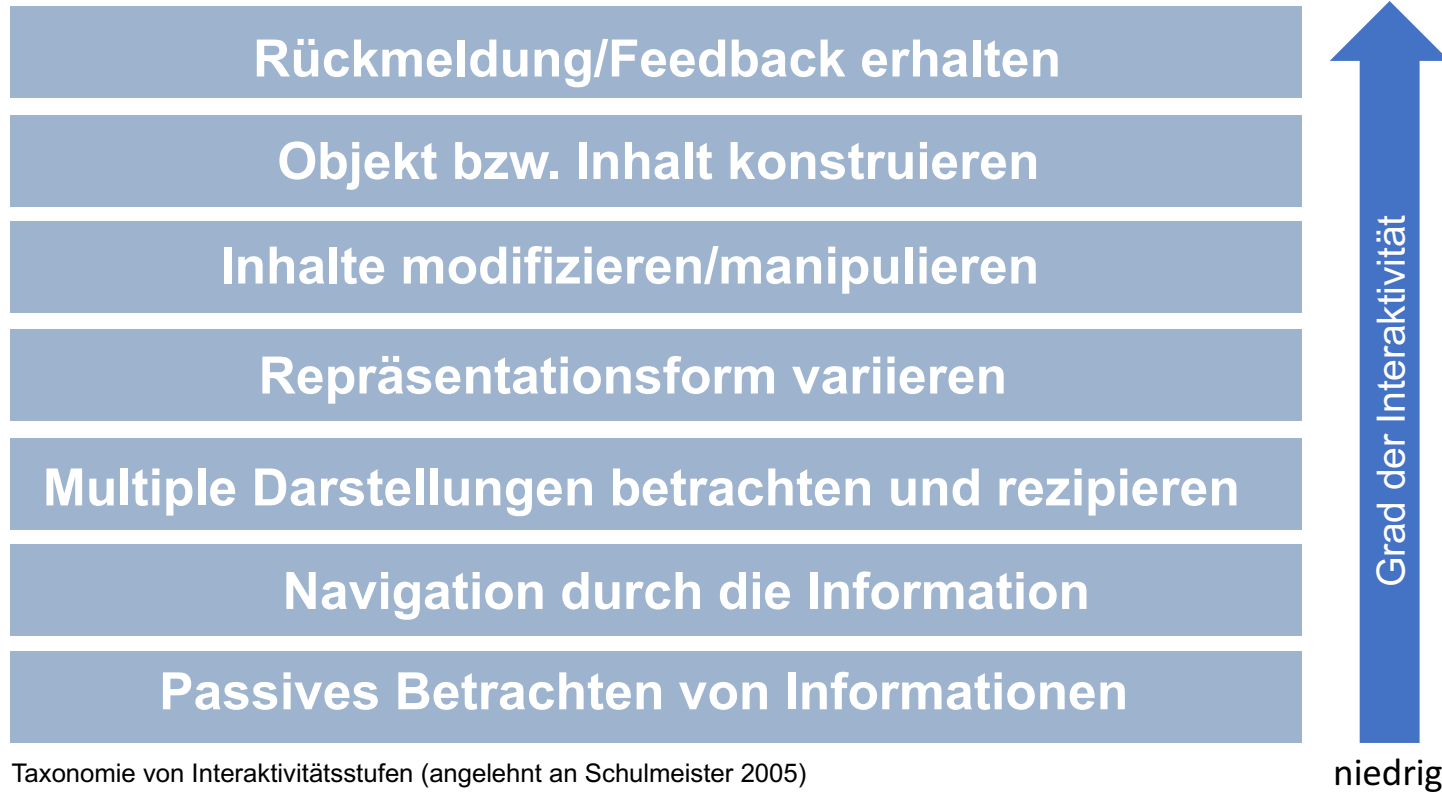 Rückmeldung/Feedback erhalten
Objekt bzw. Inhalt konstruieren
Inhalte modifizieren/manipulieren
Repräsentationsform variieren
Multiple Darstellungen betrachten und rezipieren
Navigation durch die Information
Passives Betrachten von Informationen
Grad der Interaktivität
Taxonomie von Interaktivitätsstufen (angelehnt an Schulmeister 2005)
niedrig